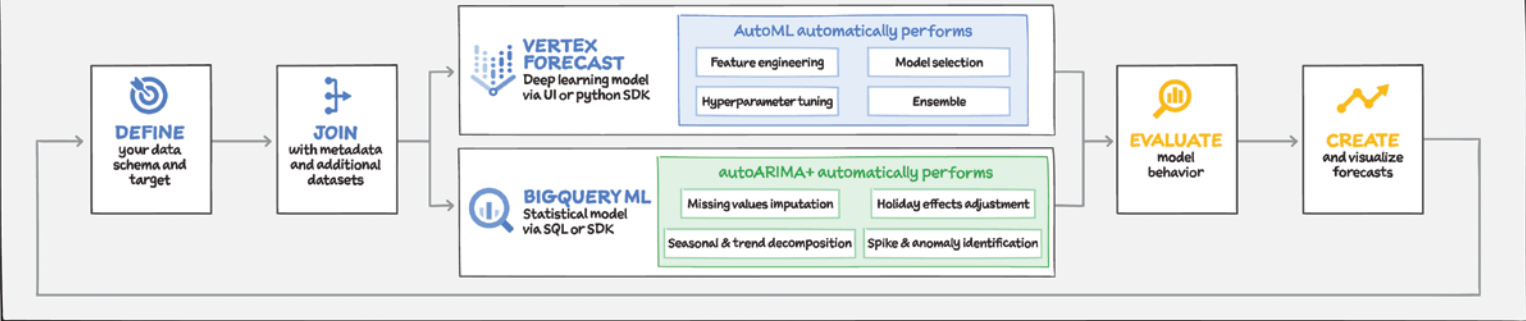 DEFINE
your data
schema and
target
JOIN
with metadata
and additional
datasets
VERTEX
FORECAST
Deep learning model
via UI or python SDK
AutoML automatically performs
Feature engineering
Model selection
Hyperparameter tuning
Ensemble
BIGQUERY ML
Statistical model
via SQL or SDK
autoARIMA+ automatically performs
Missing values imputation
Holiday effects adjustment
Seasonal & trend decomposition
Spike & anomaly identification
EVALUATE
model
behavior
CREATE
and visualize
forecasts